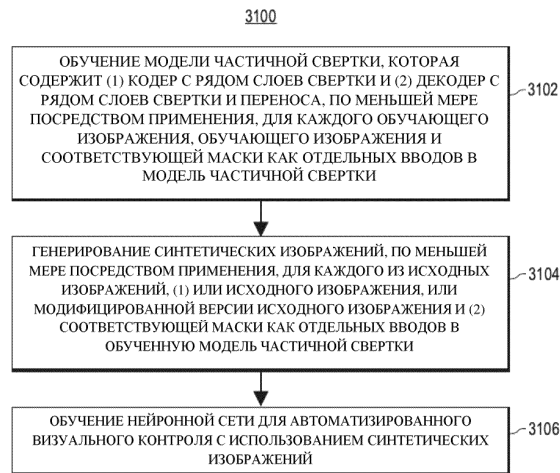 3100
ОБУЧЕНИЕ МОДЕЛИ ЧАСТИЧНОЙ СВЕРТКИ, КОТОРАЯ
СОДЕРЖИТ (1) КОДЕР С РЯДОМ СЛОЕВ СВЕРТКИ И (2) ДЕКОДЕР С
РЯДОМ СЛОЕВ СВЕРТКИ И ПЕРЕНОСА, ПО МЕНЬШЕЙ МЕРЕ
ПОСРЕДСТВОМ ПРИМЕНЕНИЯ, ДЛЯ КАЖДОГО ОБУЧАЮЩЕГО
ИЗОБРАЖЕНИЯ, ОБУЧАЮЩЕГО ИЗОБРАЖЕНИЯ И
СООТВЕТСТВУЮЩЕЙ МАСКИ КАК ОТДЕЛЬНЫХ ВВОДОВ В
МОДЕЛЬ ЧАСТИЧНОЙ СВЕРТКИ
3102
ГЕНЕРИРОВАНИЕ СИНТЕТИЧЕСКИХ ИЗОБРАЖЕНИЙ, ПО МЕНЬШЕЙ
МЕРЕ ПОСРЕДСТВОМ ПРИМЕНЕНИЯ, ДЛЯ КАЖДОГО ИЗ ИСХОДНЫХ
ИЗОБРАЖЕНИЙ, (1) ИЛИ ИСХОДНОГО ИЗОБРАЖЕНИЯ, ИЛИ
МОДИФИЦИРОВАННОЙ ВЕРСИИ ИСХОДНОГО ИЗОБРАЖЕНИЯ И (2)
СООТВЕТСТВУЮЩЕЙ МАСКИ КАК ОТДЕЛЬНЫХ ВВОДОВ В
ОБУЧЕННУЮ МОДЕЛЬ ЧАСТИЧНОЙ СВЕРТКИ
3104
ОБУЧЕНИЕ НЕЙРОННОЙ СЕТИ ДЛЯ АВТОМАТИЗИРОВАННОГО
ВИЗУАЛЬНОГО КОНТРОЛЯ С ИСПОЛЬЗОВАНИЕМ СИНТЕТИЧЕСКИХ
ИЗОБРАЖЕНИЙ
3106